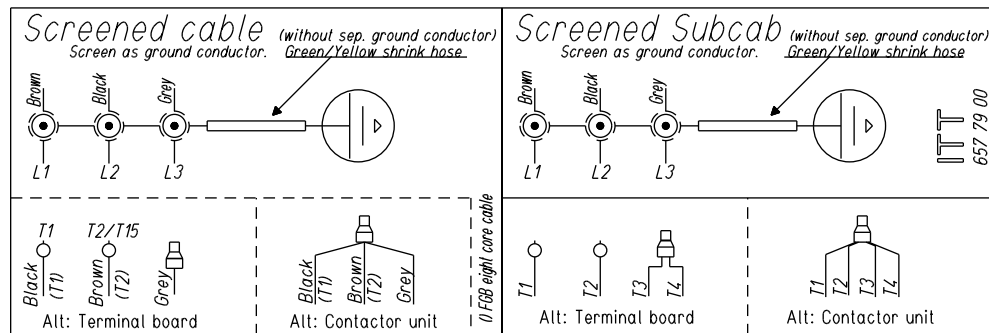 Screened cable (without sep. ground conductor)
Screen as ground conductor. Green/Yellow shrink hose
Brown
Black
Grey
L1 L2 L3
T1 T2/T15
Black
(T1)
Brown
(T2)
Grey
Alt: Terminal board
Black
(T1)
Brown
(T2)
Grey
Alt: Contactor unit
() FGB eight core cable
Screened Subcab (without sep. ground conductor)
Screen as ground conductor. Green/Yellow shrink hose
Brown
Black
Grey
L1 L2 L3
ITT
657 79 00
T1 T2 T3 T4
Alt: Terminal board
T1 T2 T3 T4
Alt: Contactor unit